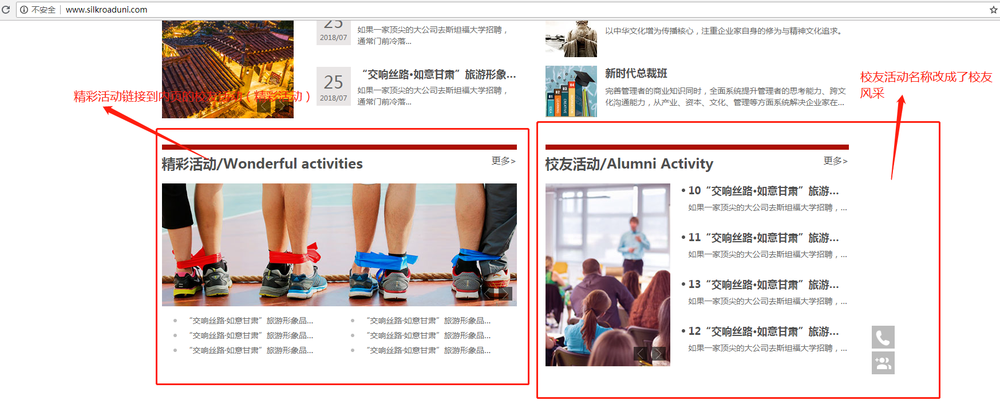 不安全 www.silkroaduni.com
25
2018/07
如果一家顶尖的大公司去斯坦福大学招聘，
通常门前冷落...
以中华文化增为传播核心，注重企业家自身的修为与精神文化追求。
25
2018/07
“交响丝路·如意甘肃”旅游形象...
如果一家顶尖的大公司去斯坦福大学招聘，
通常门前冷落...
新时代总裁班
完善管理者的商业知识同时，全面系统提升管理者的思考能力、跨文
化沟通能力，从产业、资本、文化、管理等方面系统解决企业家在...
01 02 03 04
IDEA LEARNING CREATIVE INSPIRATION
精彩活动链接到内页的校友活动（精彩活动）
校友活动名称改成了校友
风采
精彩活动/Wonderful activities
更多>
“交响丝路·如意甘肃”旅游形象品...
“交响丝路·如意甘肃”旅游形象品...
“交响丝路·如意甘肃”旅游形象品...
“交响丝路·如意甘肃”旅游形象品...
“交响丝路·如意甘肃”旅游形象品...
“交响丝路·如意甘肃”旅游形象品...
校友活动/Alumni Activity
更多>
• 10“交响丝路·如意甘肃”旅游...
如果一家顶尖的大公司去斯坦福大学招聘，...
• 11“交响丝路·如意甘肃”旅游...
如果一家顶尖的大公司去斯坦福大学招聘，...
• 13“交响丝路·如意甘肃”旅游...
如果一家顶尖的大公司去斯坦福大学招聘，...
• 12“交响丝路·如意甘肃”旅游...
如果一家顶尖的大公司去斯坦福大学招聘，...